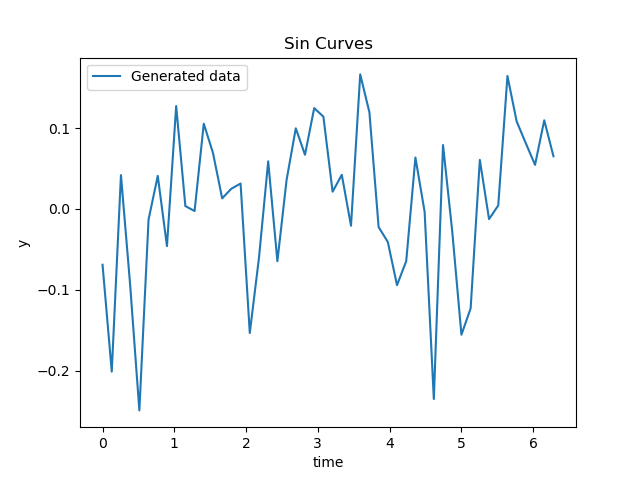 Sin Curves
Generated data
0.1
0.0
−0.1
−0.2
y
0 1 2 3 4 5 6
time